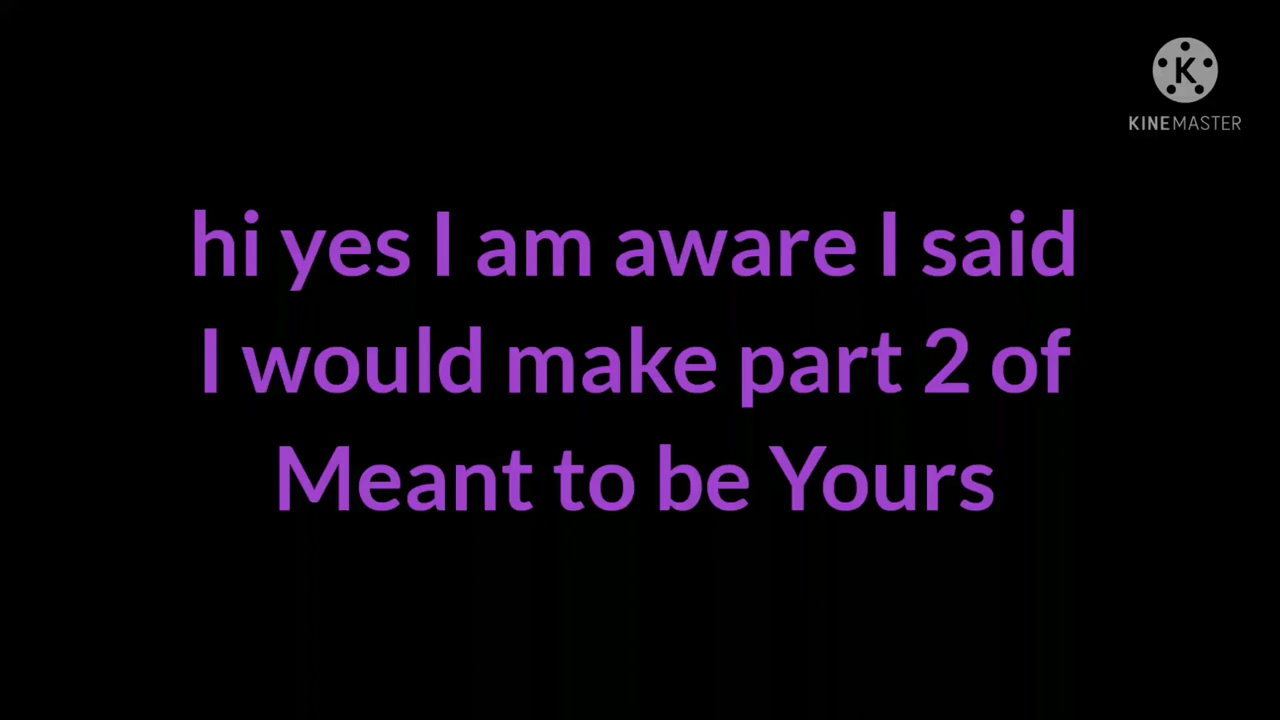 KINEMASTER
hi yes I am aware I said
I would make part 2 of
Meant to be Yours